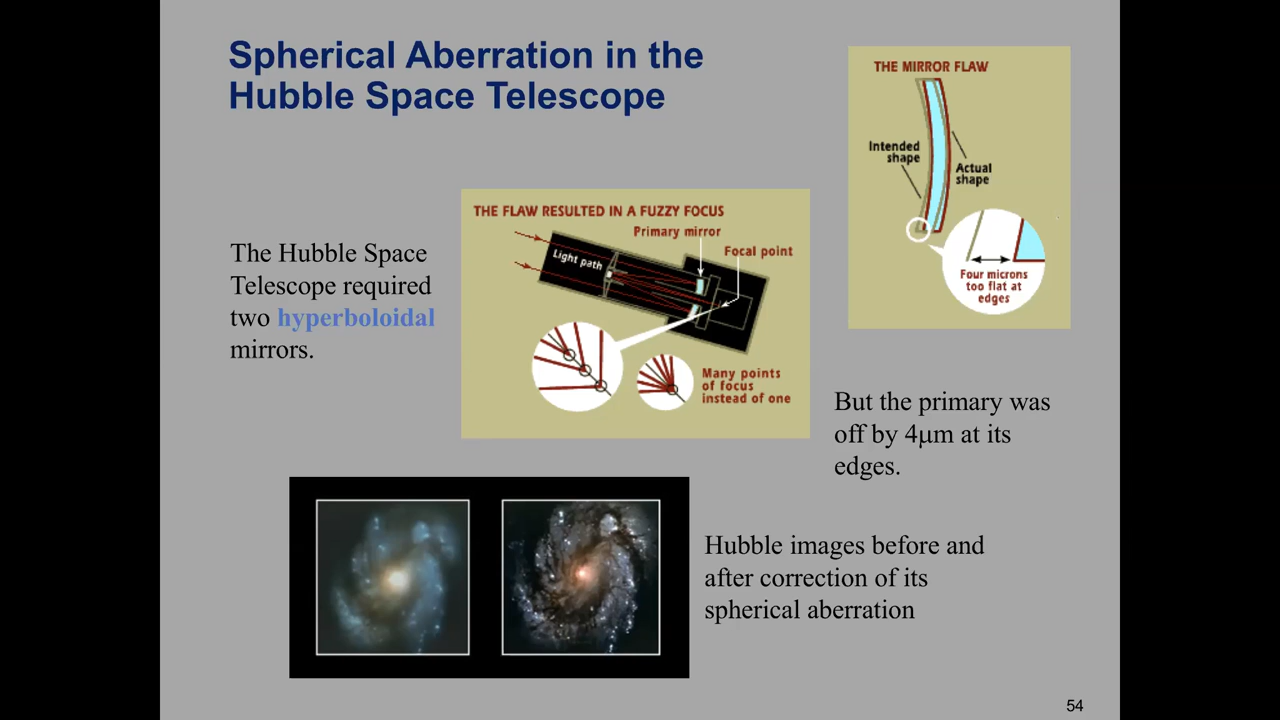 Spherical Aberration in the
Hubble Space Telescope
THE MIRROR FLAW
Intended
shape
Actual
shape
Four microns
too flat at
edges
THE FLAW RESULTED IN A FUZZY FOCUS
Primary mirror
Focal point
Light path
Many points
of focus
instead of one
The Hubble Space
Telescope required
two hyperboloidal
mirrors.
But the primary was
off by 4μm at its
edges.
Hubble images before and
after correction of its
spherical aberration
54